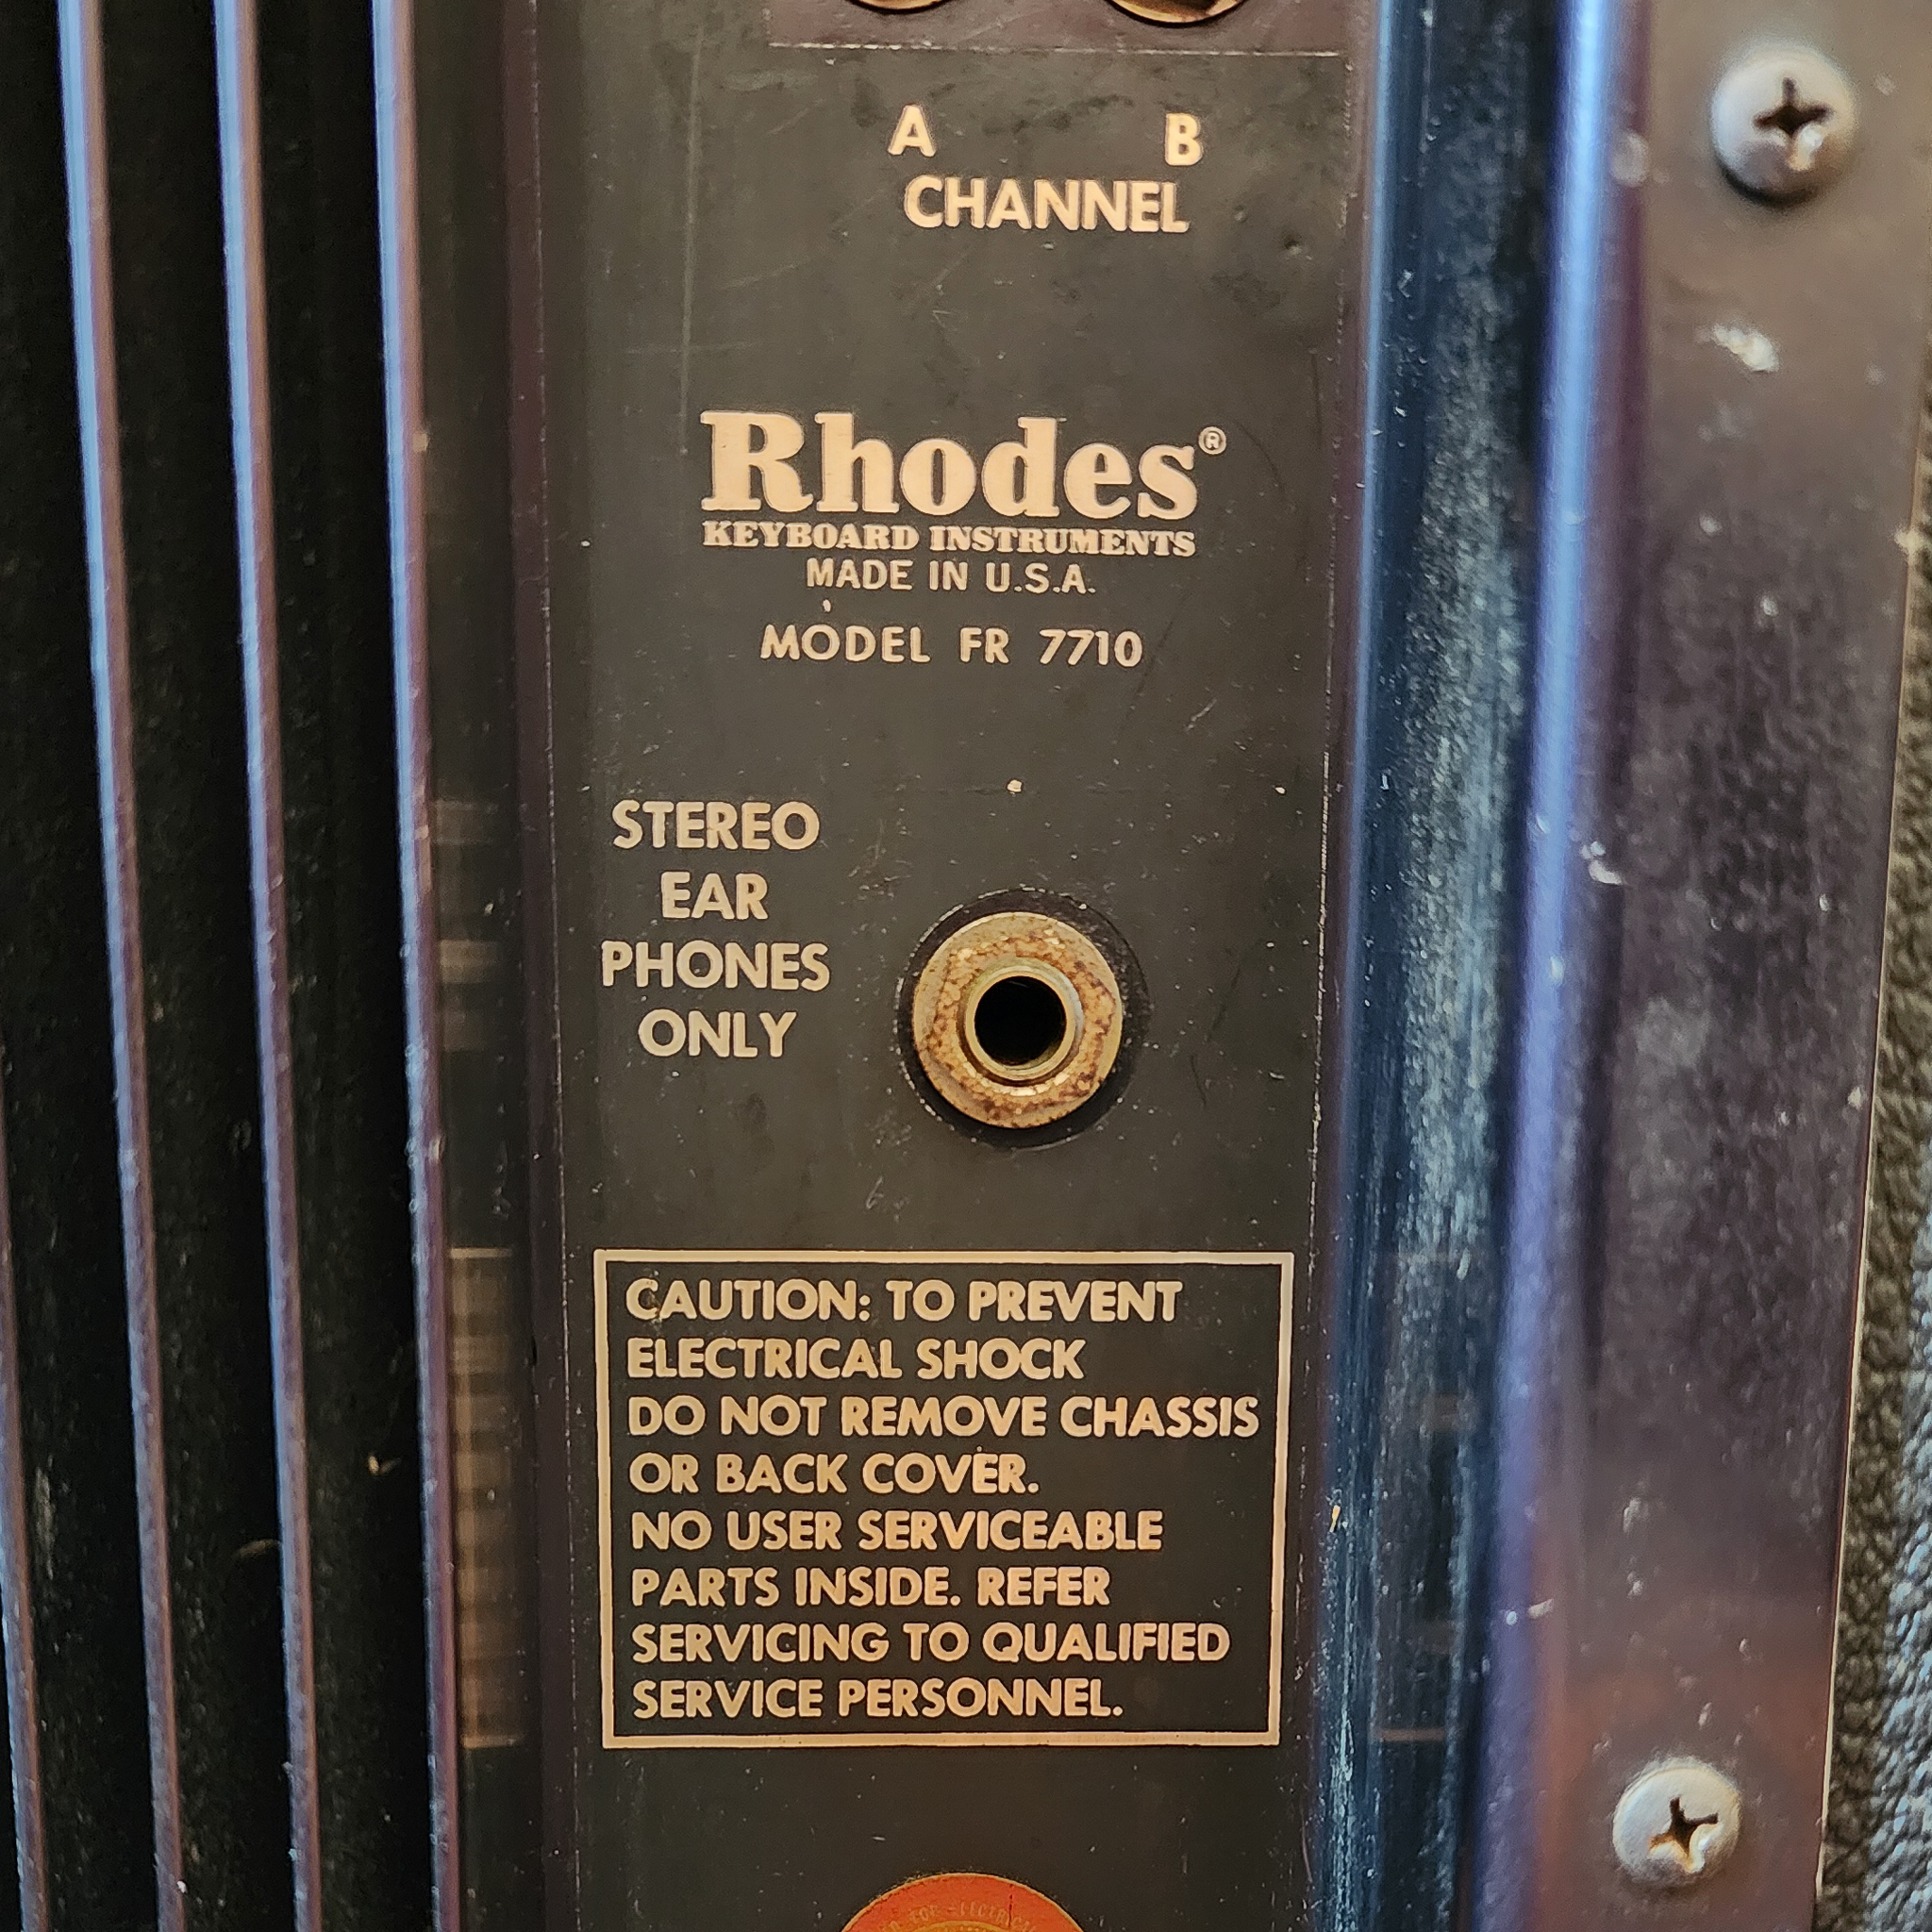 A B
CHANNEL
Rhodes®
KEYBOARD INSTRUMENTS
MADE IN U.S.A.
MODEL FR 7710
STEREO
EAR
PHONES
ONLY
CAUTION: TO PREVENT
ELECTRICAL SHOCK
DO NOT REMOVE CHASSIS
OR BACK COVER.
NO USER SERVICEABLE
PARTS INSIDE. REFER
SERVICING TO QUALIFIED
SERVICE PERSONNEL.